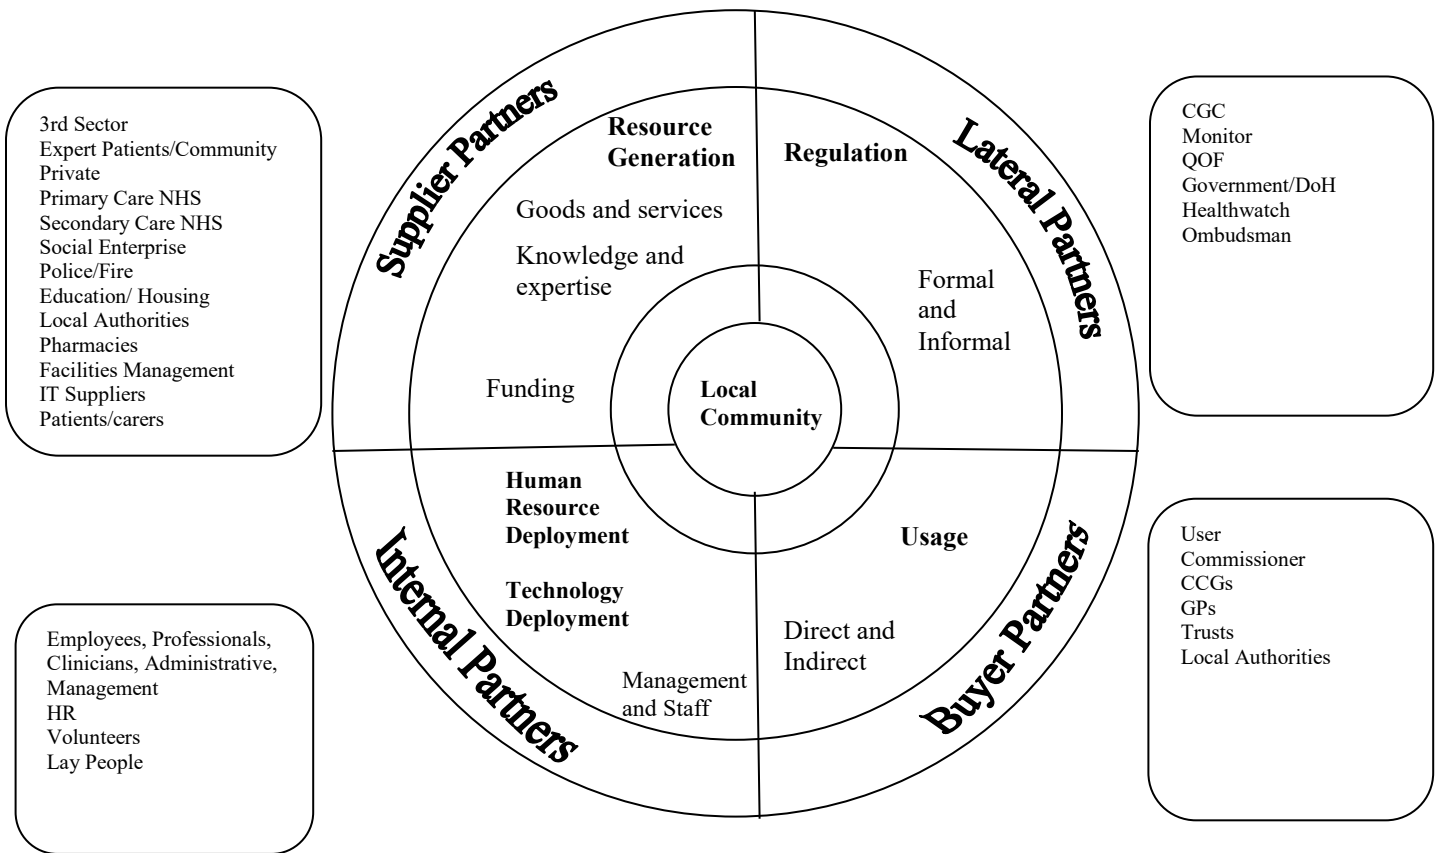 3rd Sector
Expert Patients/Community
Private
Primary Care NHS
Secondary Care NHS
Social Enterprise
Police/Fire
Education/ Housing
Local Authorities
Pharmacies
Facilities Management
IT Suppliers
Patients/carers
Supplier Partners
Resource
Generation
Goods and services
Knowledge and
expertise
Funding
Regulation
Formal
and
Informal
Lateral Partners
CGC
Monitor
QOF
Government/DoH
Healthwatch
Ombudsman
Local
Community
Employees, Professionals,
Clinicians, Administrative,
Management
HR
Volunteers
Lay People
Internal Partners
Human
Resource
Deployment
Technology
Deployment
Management
and Staff
Usage
Direct and
Indirect
Buyer Partners
User
Commissioner
CCGs
GPs
Trusts
Local Authorities